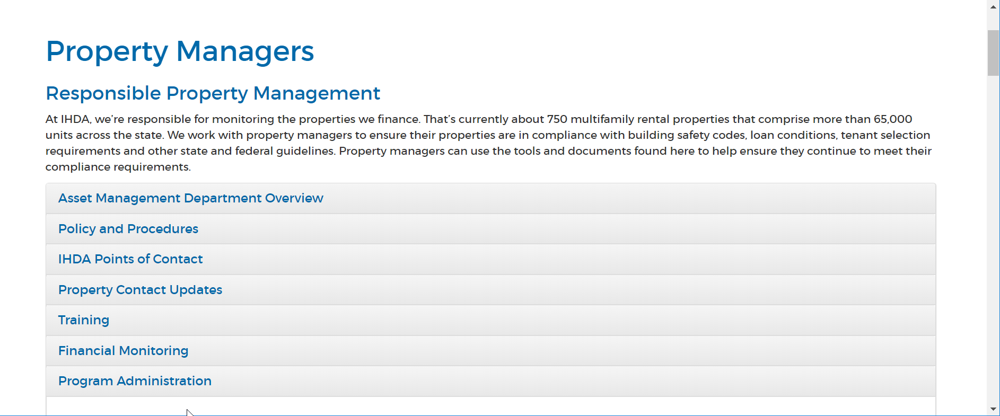 Property Managers
Responsible Property Management
At IHDA, we’re responsible for monitoring the properties we finance. That’s currently about 750 multifamily rental properties that comprise more than 65,000
units across the state. We work with property managers to ensure their properties are in compliance with building safety codes, loan conditions, tenant selection
requirements and other state and federal guidelines. Property managers can use the tools and documents found here to help ensure they continue to meet their
compliance requirements.
Asset Management Department Overview
Policy and Procedures
IHDA Points of Contact
Property Contact Updates
Training
Financial Monitoring
Program Administration